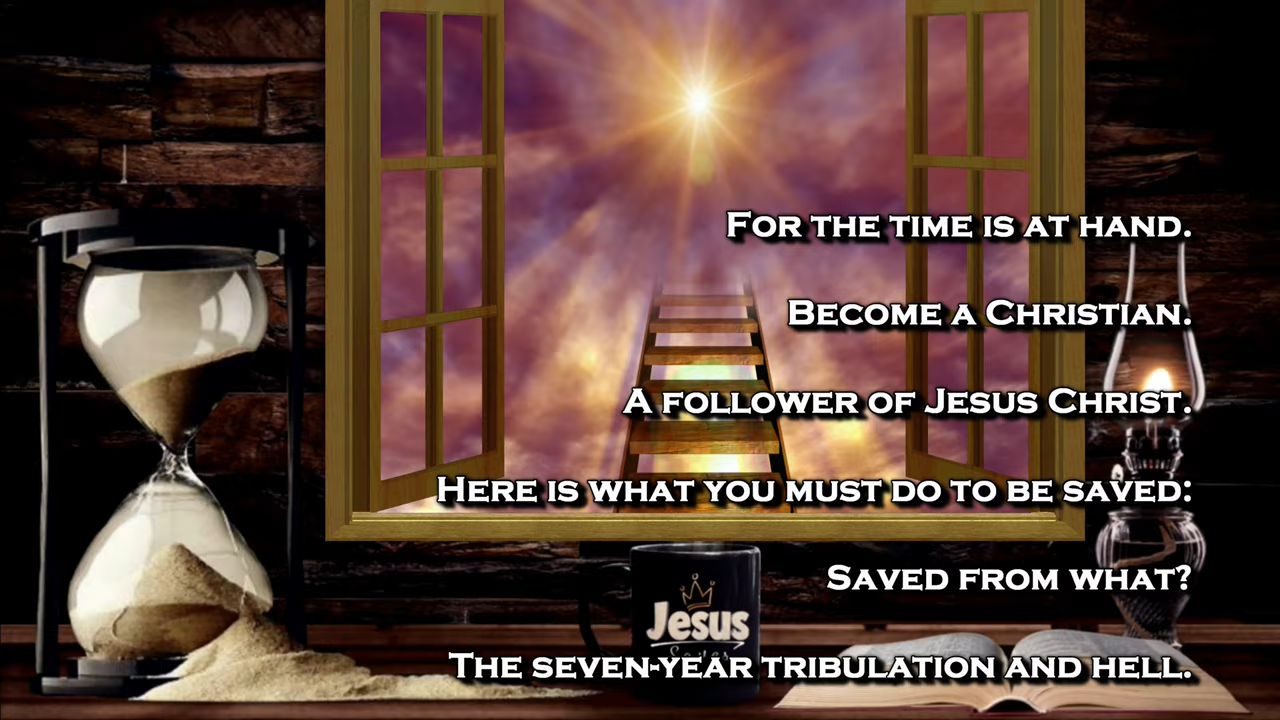 For the time is at hand.
Become a Christian.
A follower of Jesus Christ.
Here is what you must do to be saved:
Saved from what?
Jesus
Saves
The seven-year tribulation and hell.